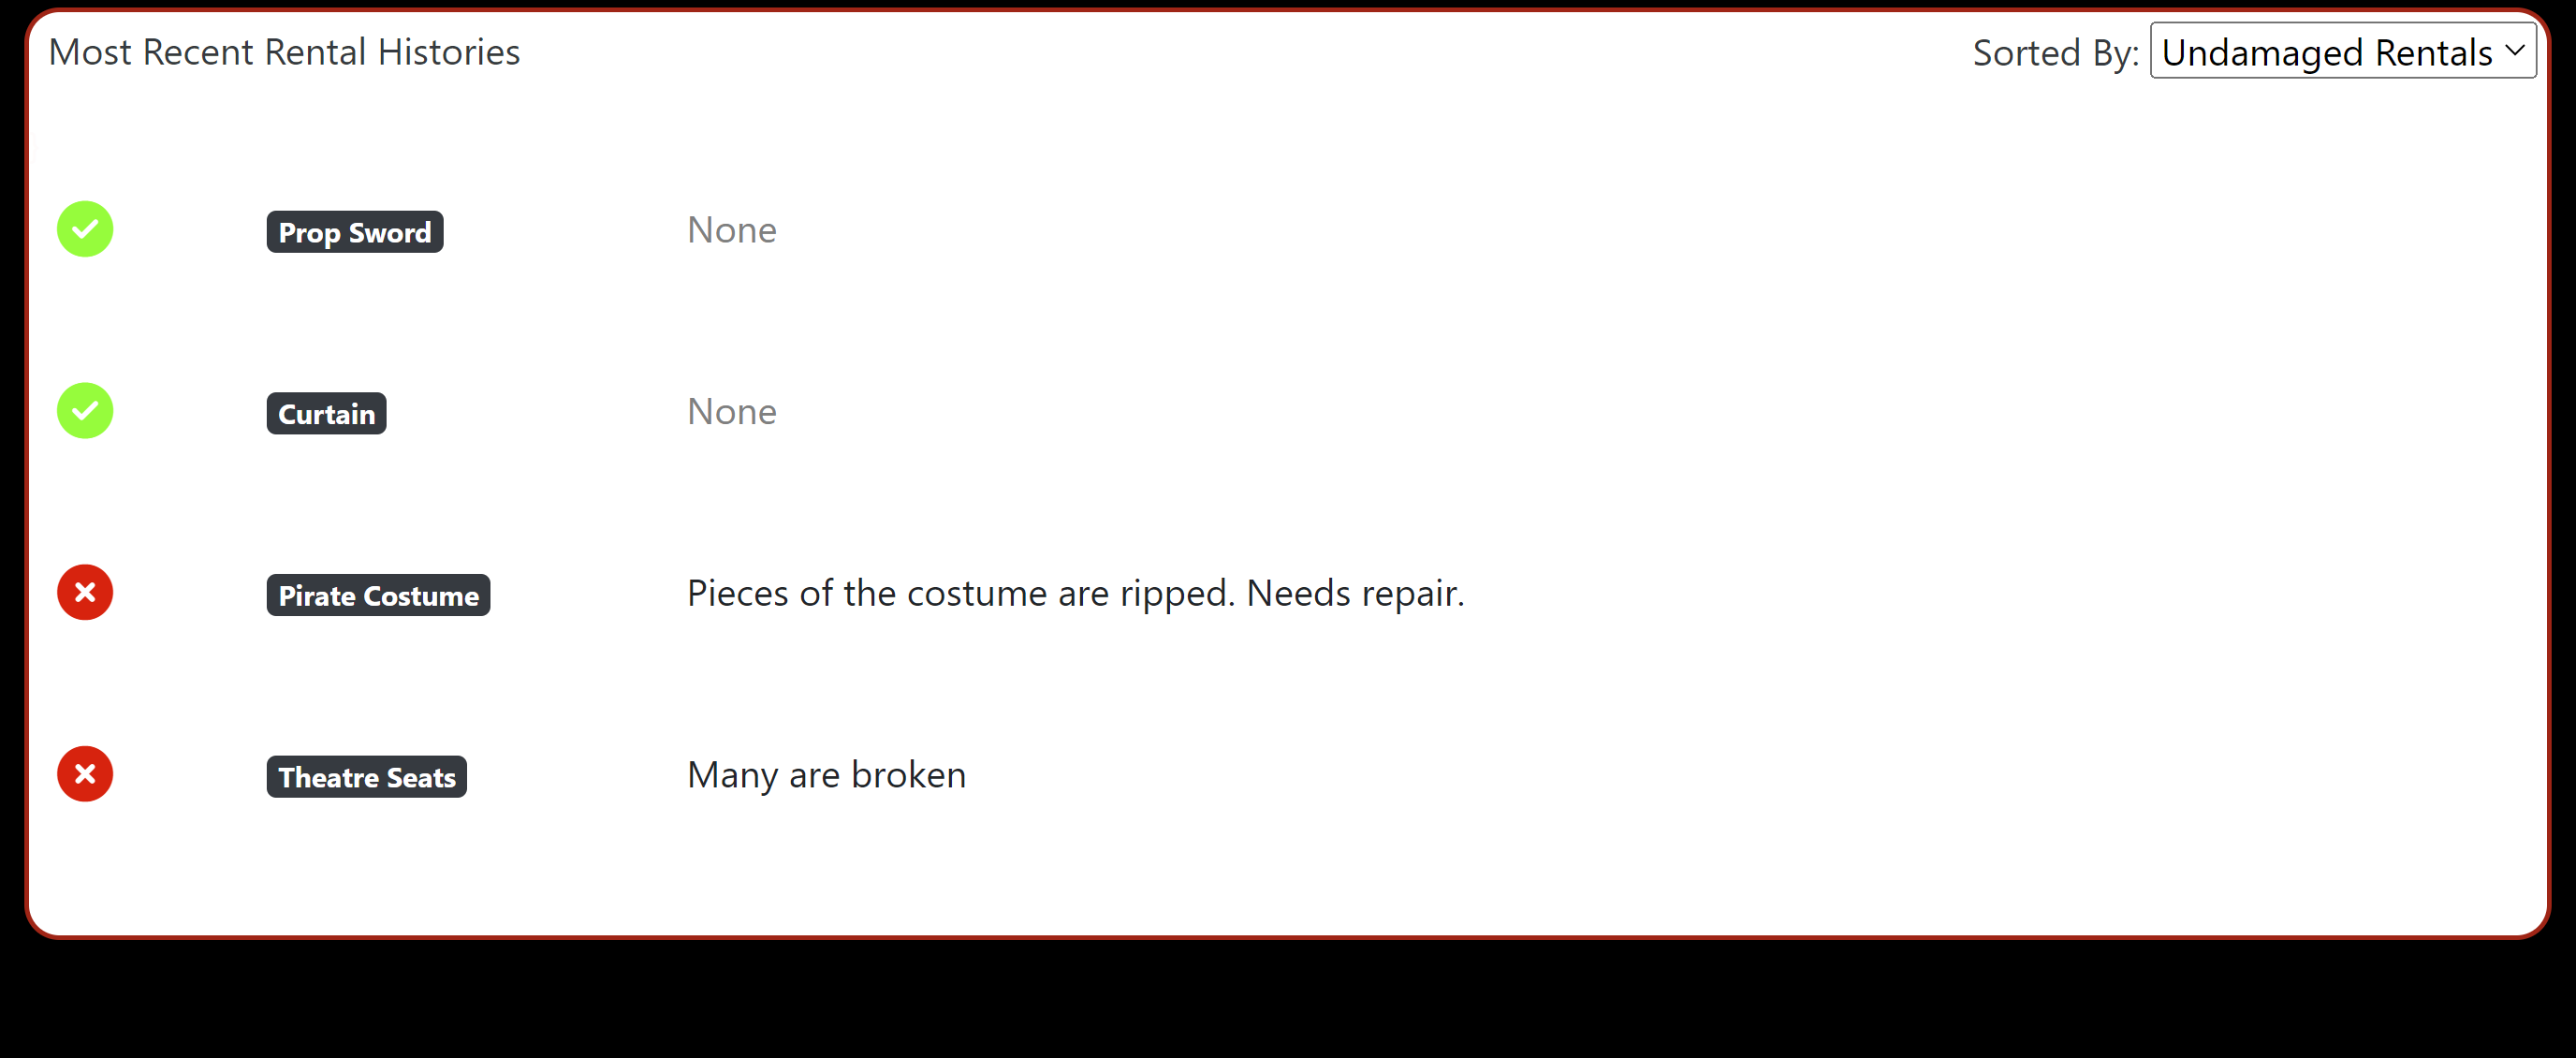 Most Recent Rental Histories
Sorted By: Undamaged Rentals
Prop Sword None
Curtain None
Pirate Costume Pieces of the costume are ripped. Needs repair.
Theatre Seats Many are broken